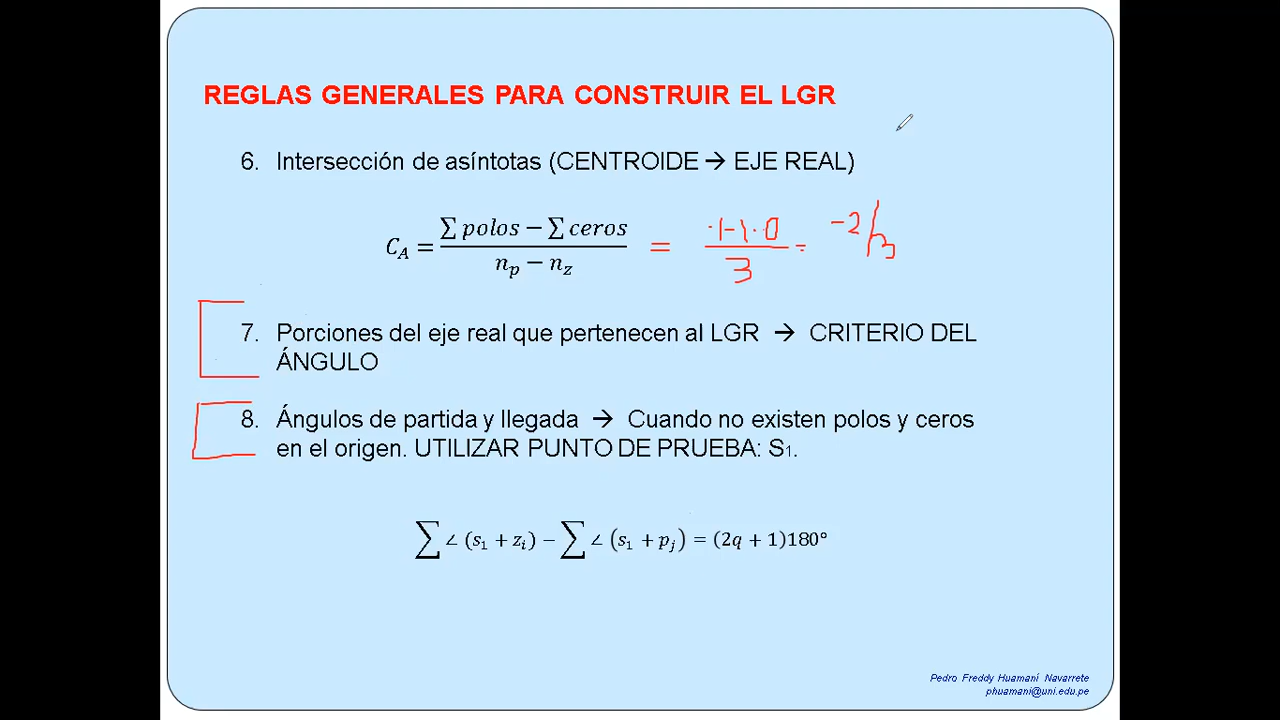 REGLAS GENERALES PARA CONSTRUIR EL LGR
6. Intersección de asíntotas (CENTROIDE → EJE REAL)
C_A = (∑ polos − ∑ ceros) / (n_p − n_z) = (-1-1-0) / 3 = -2/3
7. Porciones del eje real que pertenecen al LGR → CRITERIO DEL
ÁNGULO
8. Ángulos de partida y llegada → Cuando no existen polos y ceros
en el origen. UTILIZAR PUNTO DE PRUEBA: S₁.
∑∠(s₁ + zᵢ) − ∑∠(s₁ + pⱼ) = (2q + 1)180°
Pedro Freddy Huamaní Navarrete
phuamani@uni.edu.pe